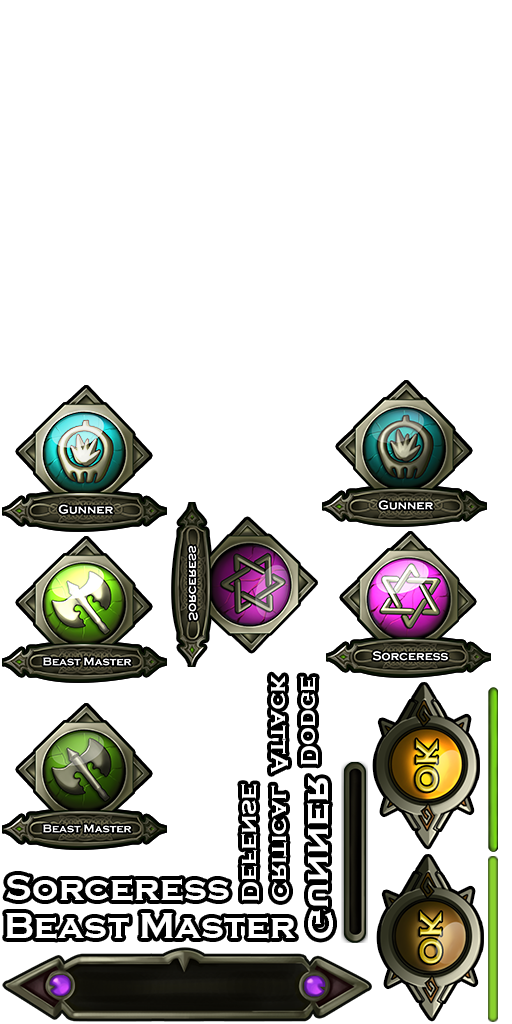 GUNNER
GUNNER
SORCERESS
BEAST MASTER
SORCERESS
BEAST MASTER
DEFENSE
CRITICAL
ATTACK
GUNNER
DODGE
OK
OK
SORCERESS
BEAST MASTER